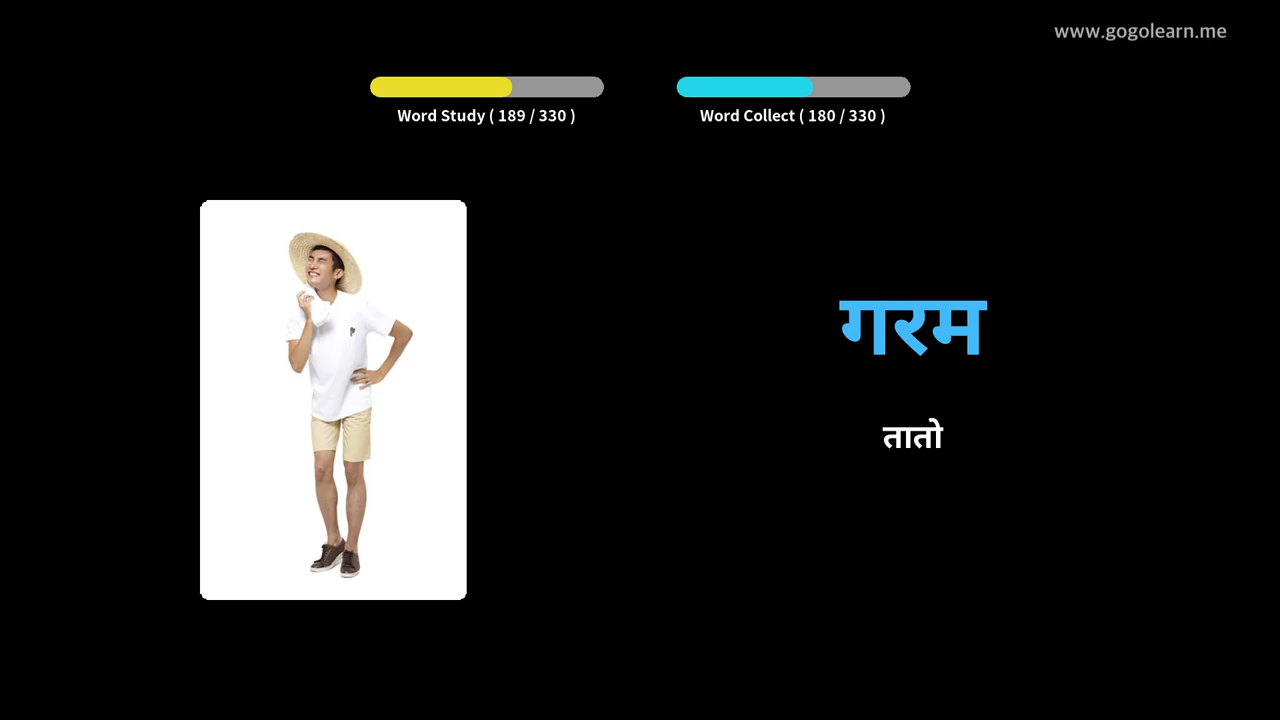 www.gogolearn.me
Word Study ( 189 / 330 )
Word Collect ( 180 / 330 )
गरम
तातो